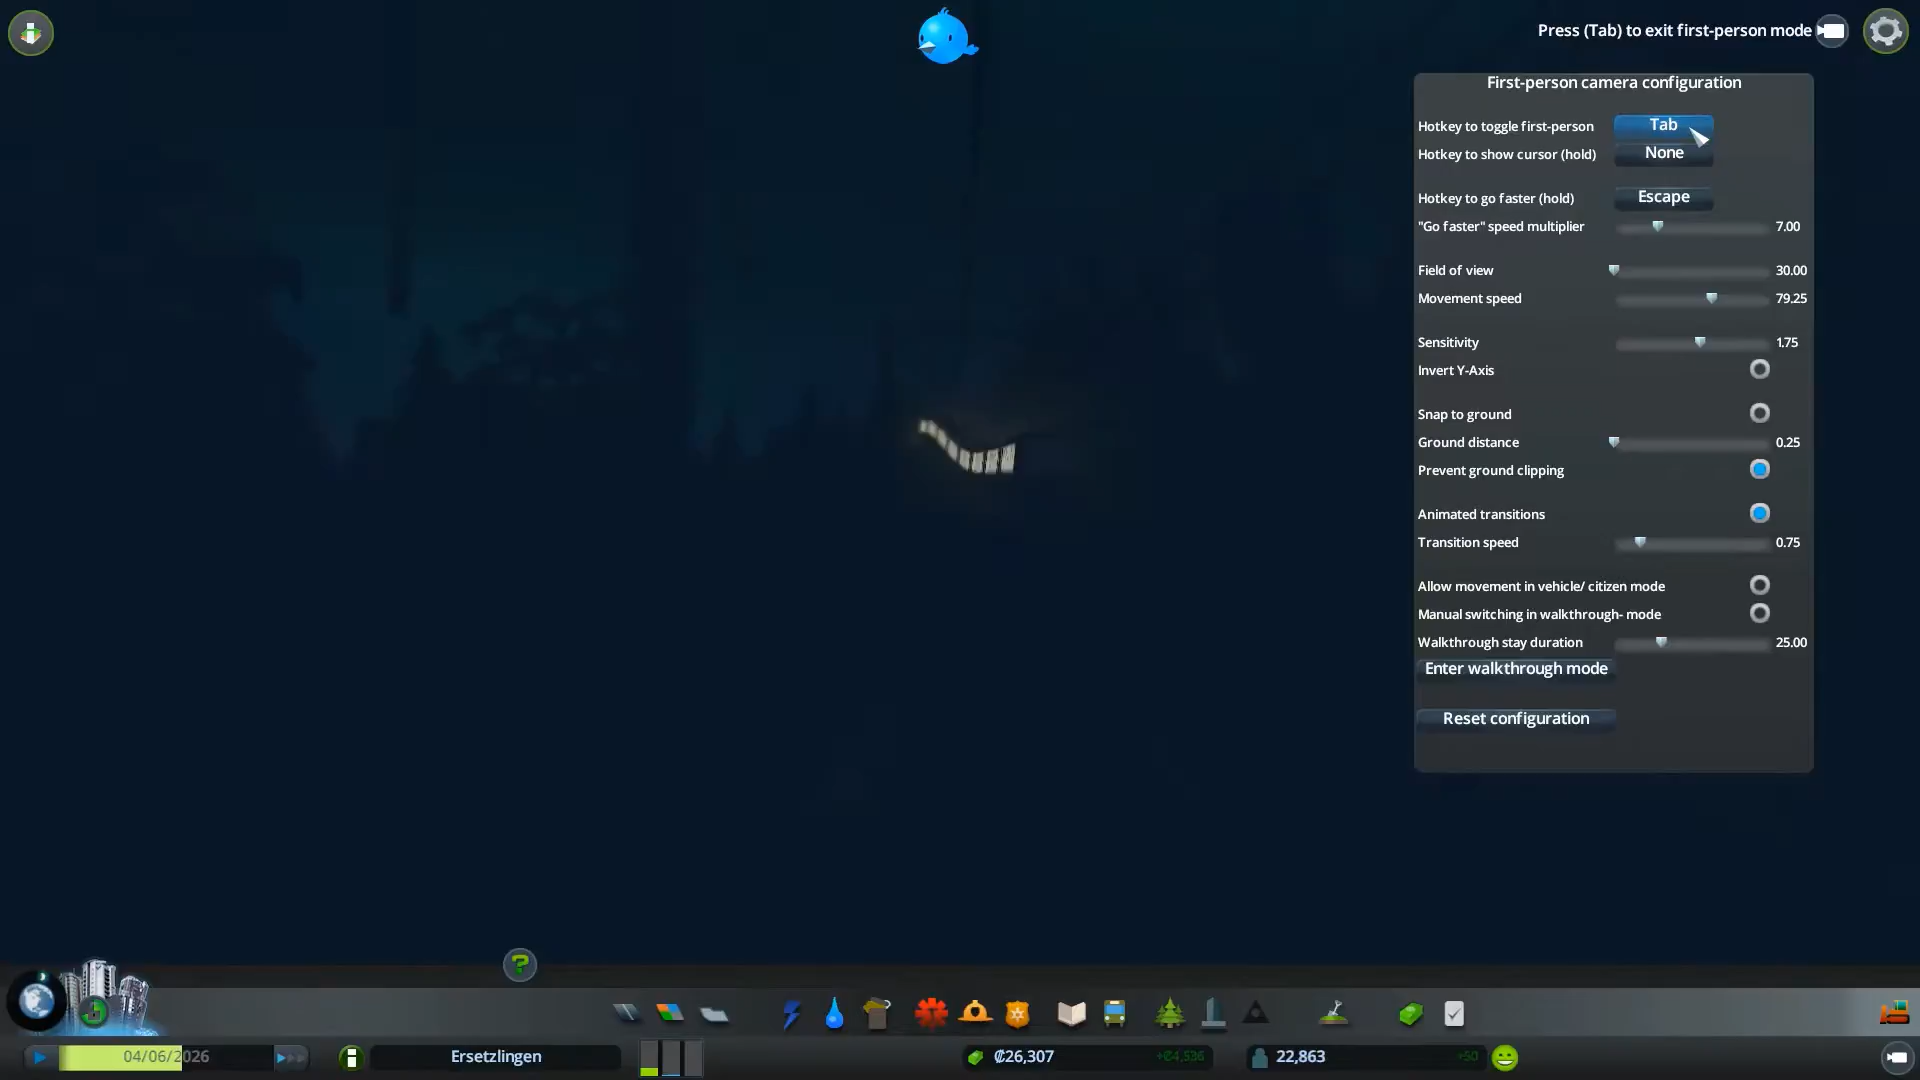 Press (Tab) to exit first-person mode
First-person camera configuration
Hotkey to toggle first-person Tab
Hotkey to show cursor (hold) None
Hotkey to go faster (hold) Escape
"Go faster" speed multiplier 7.00
Field of view 30.00
Movement speed 79.25
Sensitivity 1.75
Invert Y-Axis
Snap to ground
Ground distance 0.25
Prevent ground clipping
Animated transitions
Transition speed 0.75
Allow movement in vehicle/ citizen mode
Manual switching in walkthrough- mode
Walkthrough stay duration 25.00
Enter walkthrough mode
Reset configuration
?
04/06/2026 Ersetzlingen ₡26,307 +₡4,536 22,863 +50